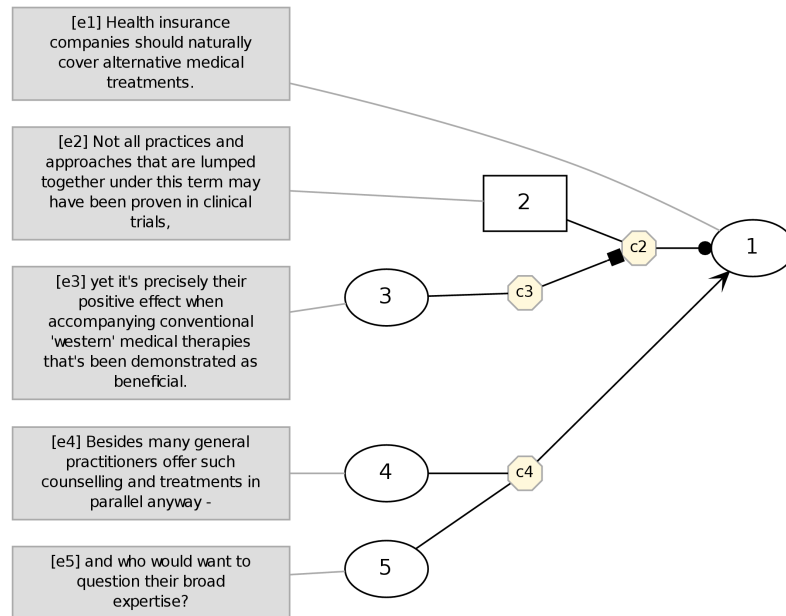 [e1] Health insurance
companies should naturally
cover alternative medical
treatments.
[e2] Not all practices and
approaches that are lumped
together under this term may
have been proven in clinical
trials,
2
c2
1
[e3] yet it's precisely their
positive effect when
accompanying conventional
'western' medical therapies
that's been demonstrated as
beneficial.
3
c3
[e4] Besides many general
practitioners offer such
counselling and treatments in
parallel anyway -
4
c4
[e5] and who would want to
question their broad
expertise?
5